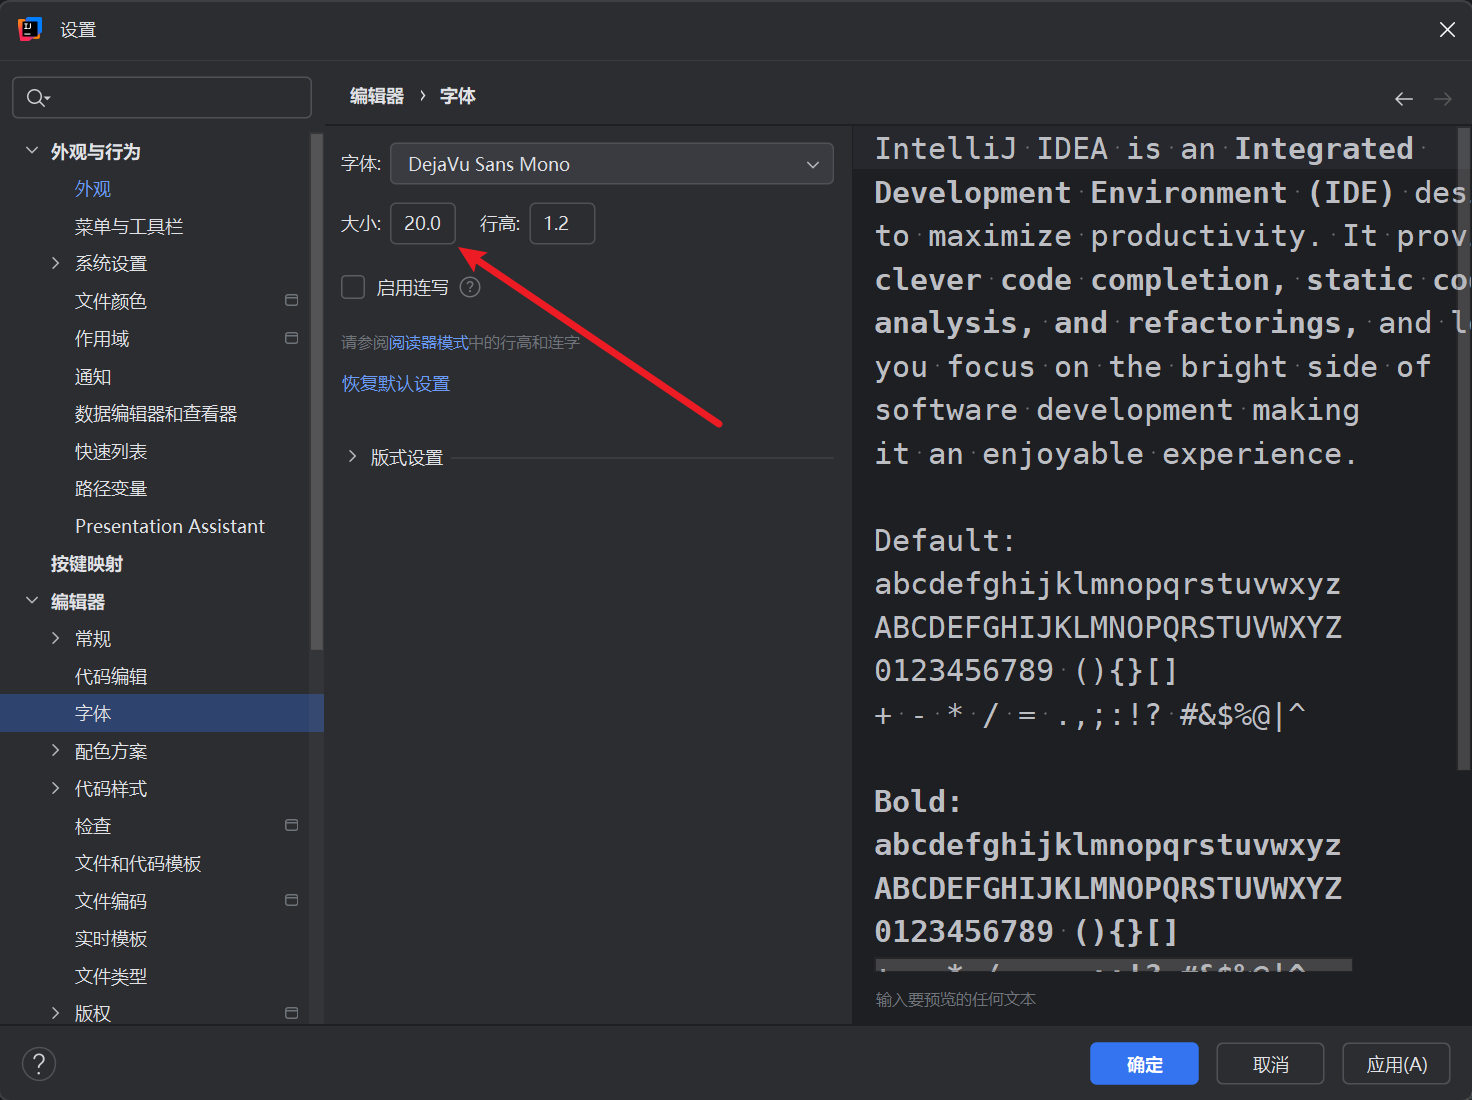 设置
外观与行为
外观
菜单与工具栏
系统设置
文件颜色
作用域
通知
数据编辑器和查看器
快速列表
路径变量
Presentation Assistant
按键映射
编辑器
常规
代码编辑
字体
配色方案
代码样式
检查
文件和代码模板
文件编码
实时模板
文件类型
版权
编辑器 › 字体
字体: DejaVu Sans Mono
大小: 20.0 行高: 1.2
启用连写 ?
请参阅阅读器模式中的行高和连字
恢复默认设置
版式设置
IntelliJ IDEA is an Integrated
Development Environment (IDE) des
to maximize productivity. It prov
clever code completion, static co
analysis, and refactorings, and l
you focus on the bright side of
software development making
it an enjoyable experience.
Default:
abcdefghijklmnopqrstuvwxyz
ABCDEFGHIJKLMNOPQRSTUVWXYZ
0123456789 (){}[]
+ - * / = .,;:!? #&$%@|^
Bold:
abcdefghijklmnopqrstuvwxyz
ABCDEFGHIJKLMNOPQRSTUVWXYZ
0123456789 (){}[]
输入要预览的任何文本
?
确定
取消
应用(A)